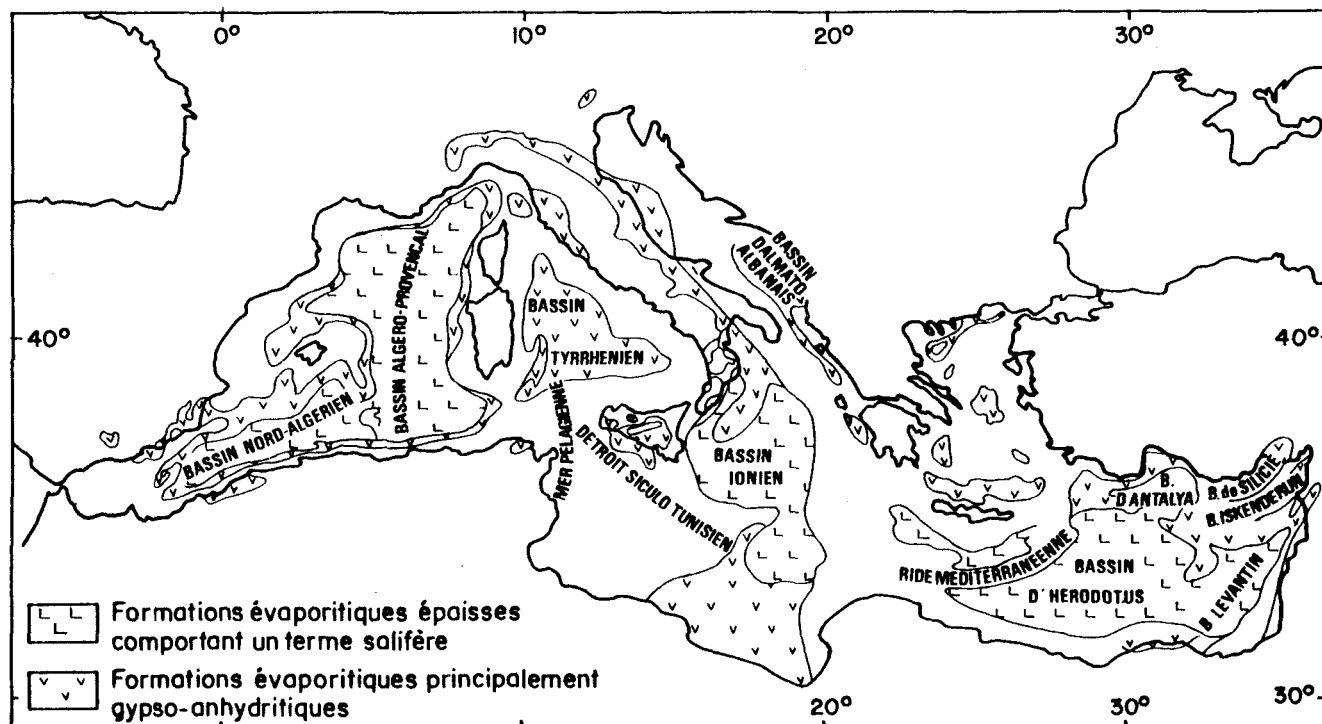 0° 10° 20° 30°
40° 40°
BASSIN
DALMATO-
ALBANAIS
BASSIN ALGERO-PROVENÇAL
BASSIN
TYRRHENIEN
BASSIN NORD-ALGERIEN
MER PELAGIENNE
DETROIT SICULO TUNISIEN
BASSIN
IONIEN
B.
D'ANTALYA
B. de SILICIE
B. ISKENDERUN
RIDE MEDITERRANEENNE
BASSIN
D'HERODOTUS
B LEVANTIN
Formations évaporitiques épaisses
comportant un terme salifère
Formations évaporitiques principalement
gypso-anhydritiques
20° 30° 30°